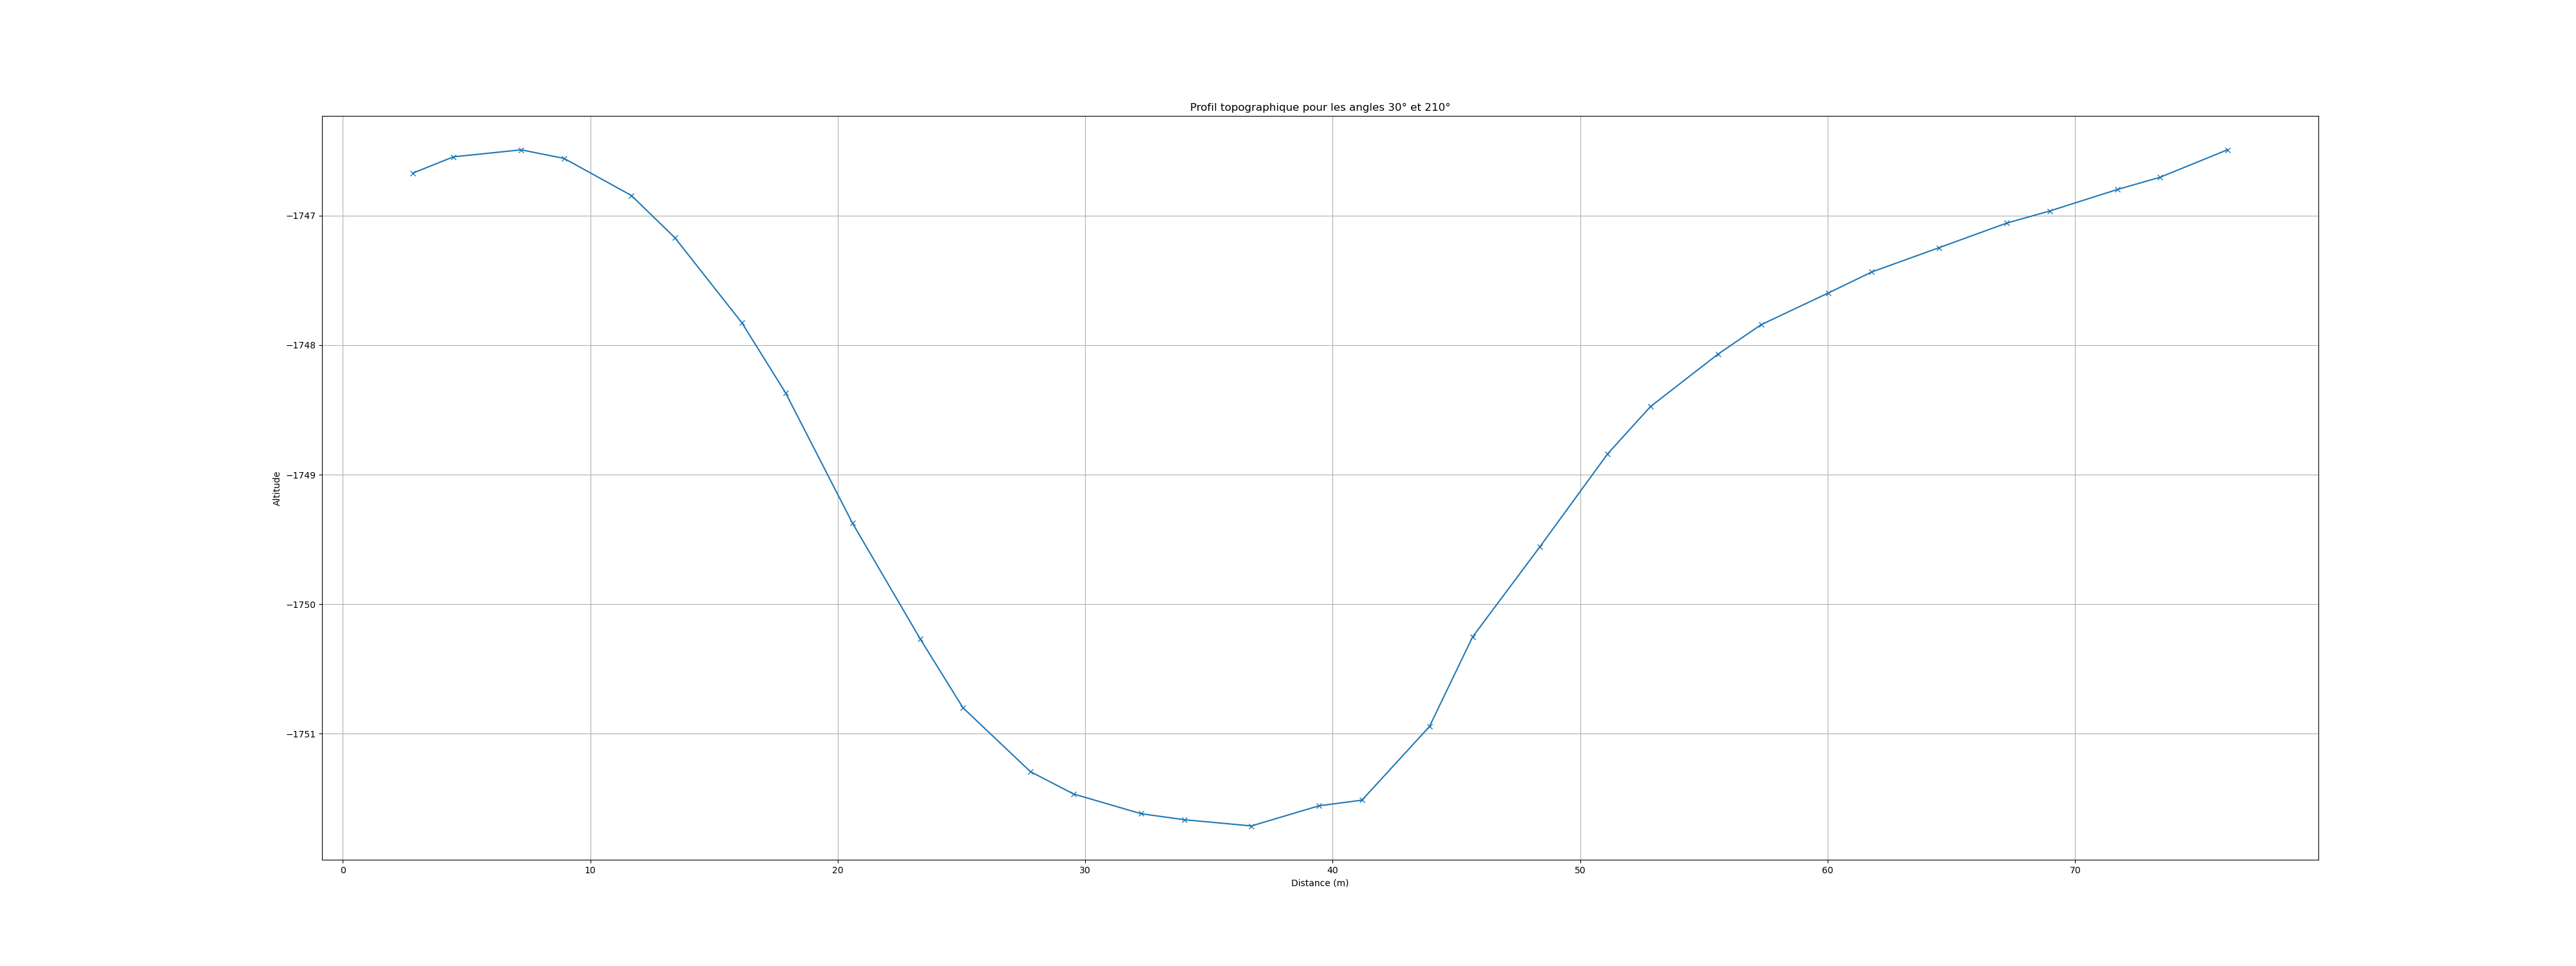 Profil topographique pour les angles 30° et 210°
Altitude
−1747
−1748
−1749
−1750
−1751
0 10 20 30 40 50 60 70
Distance (m)